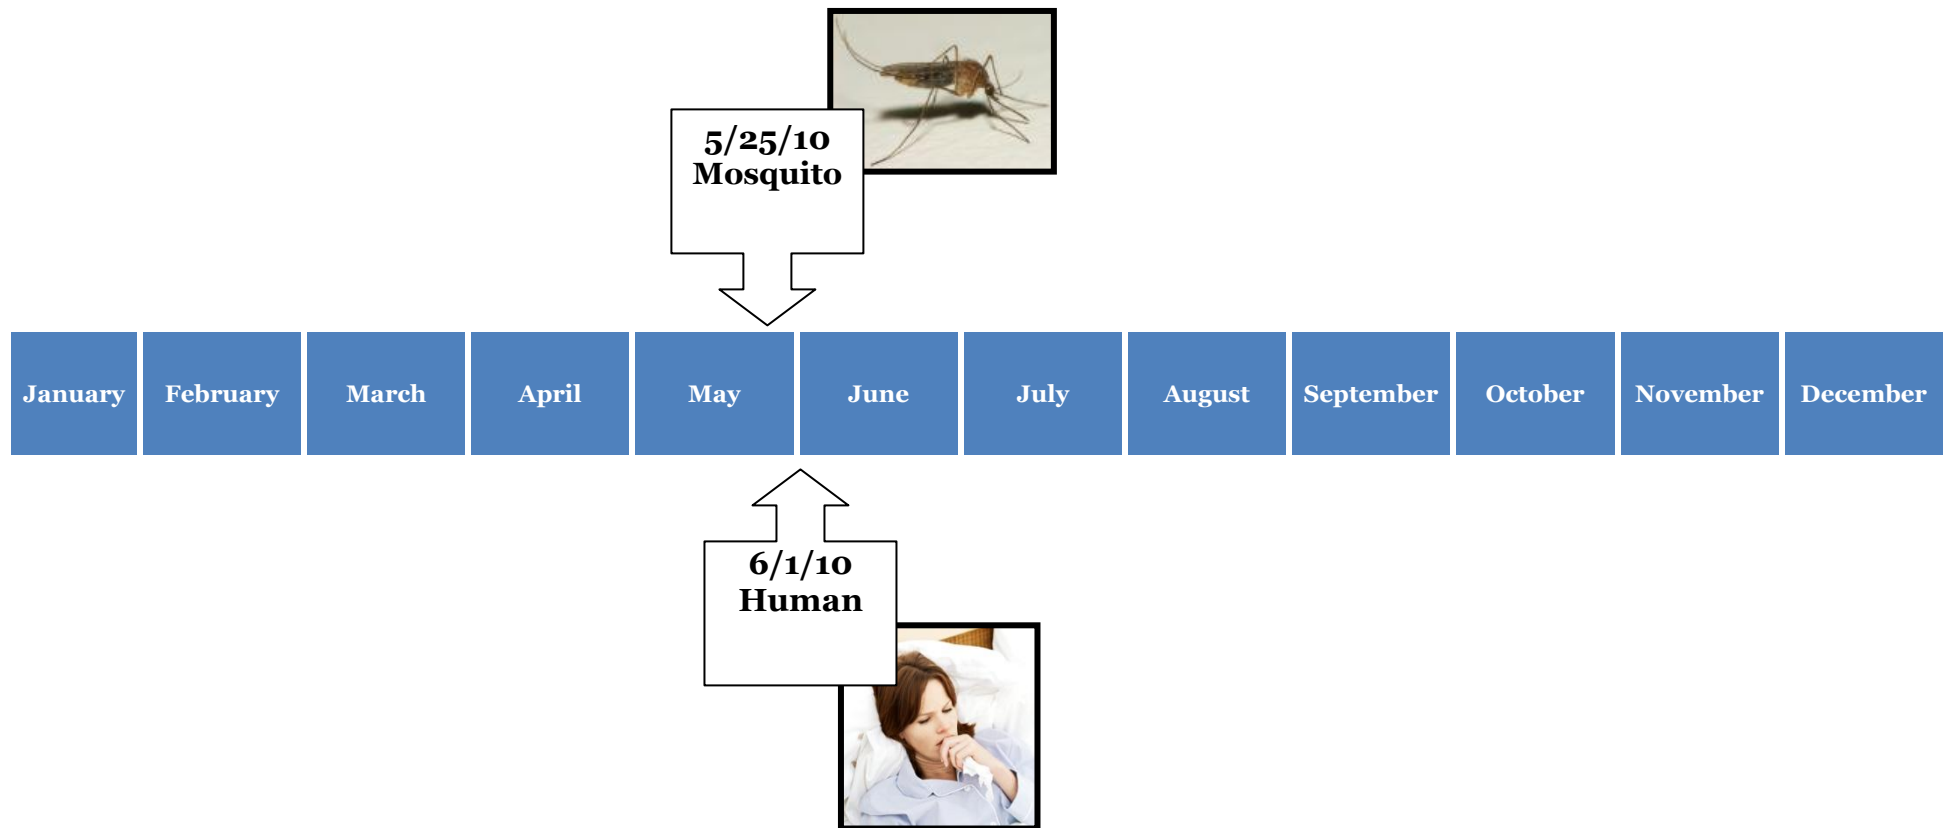 5/25/10
Mosquito
January February March April May June July August September October November December
6/1/10
Human